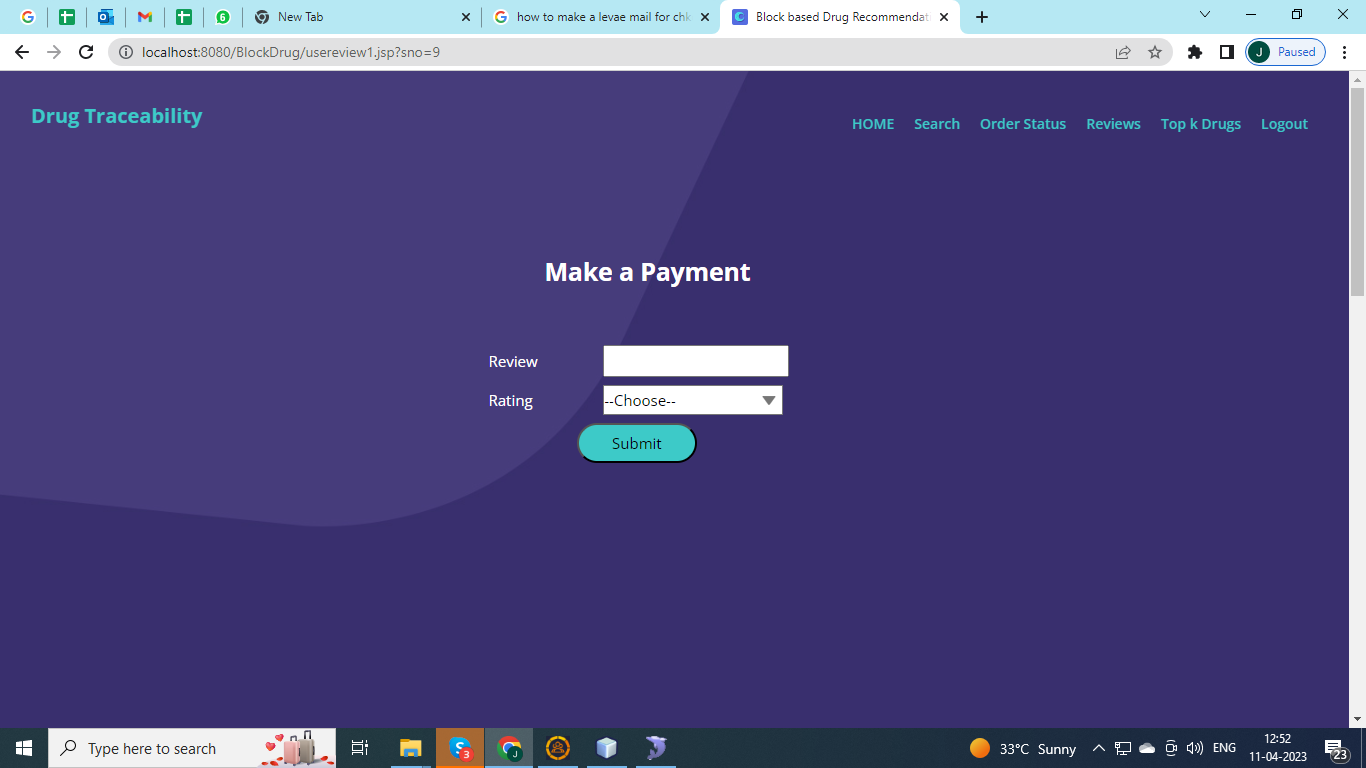 6
New Tab
how to make a levae mail for chk
Block based Drug Recommendat
localhost:8080/BlockDrug/usereview1.jsp?sno=9
J
Paused
Drug Traceability
HOME
Search
Order Status
Reviews
Top k Drugs
Logout
Make a Payment
Review
Rating
--Choose--
Submit
Type here to search
3
J
33°C Sunny
ENG
12:52
11-04-2023
23